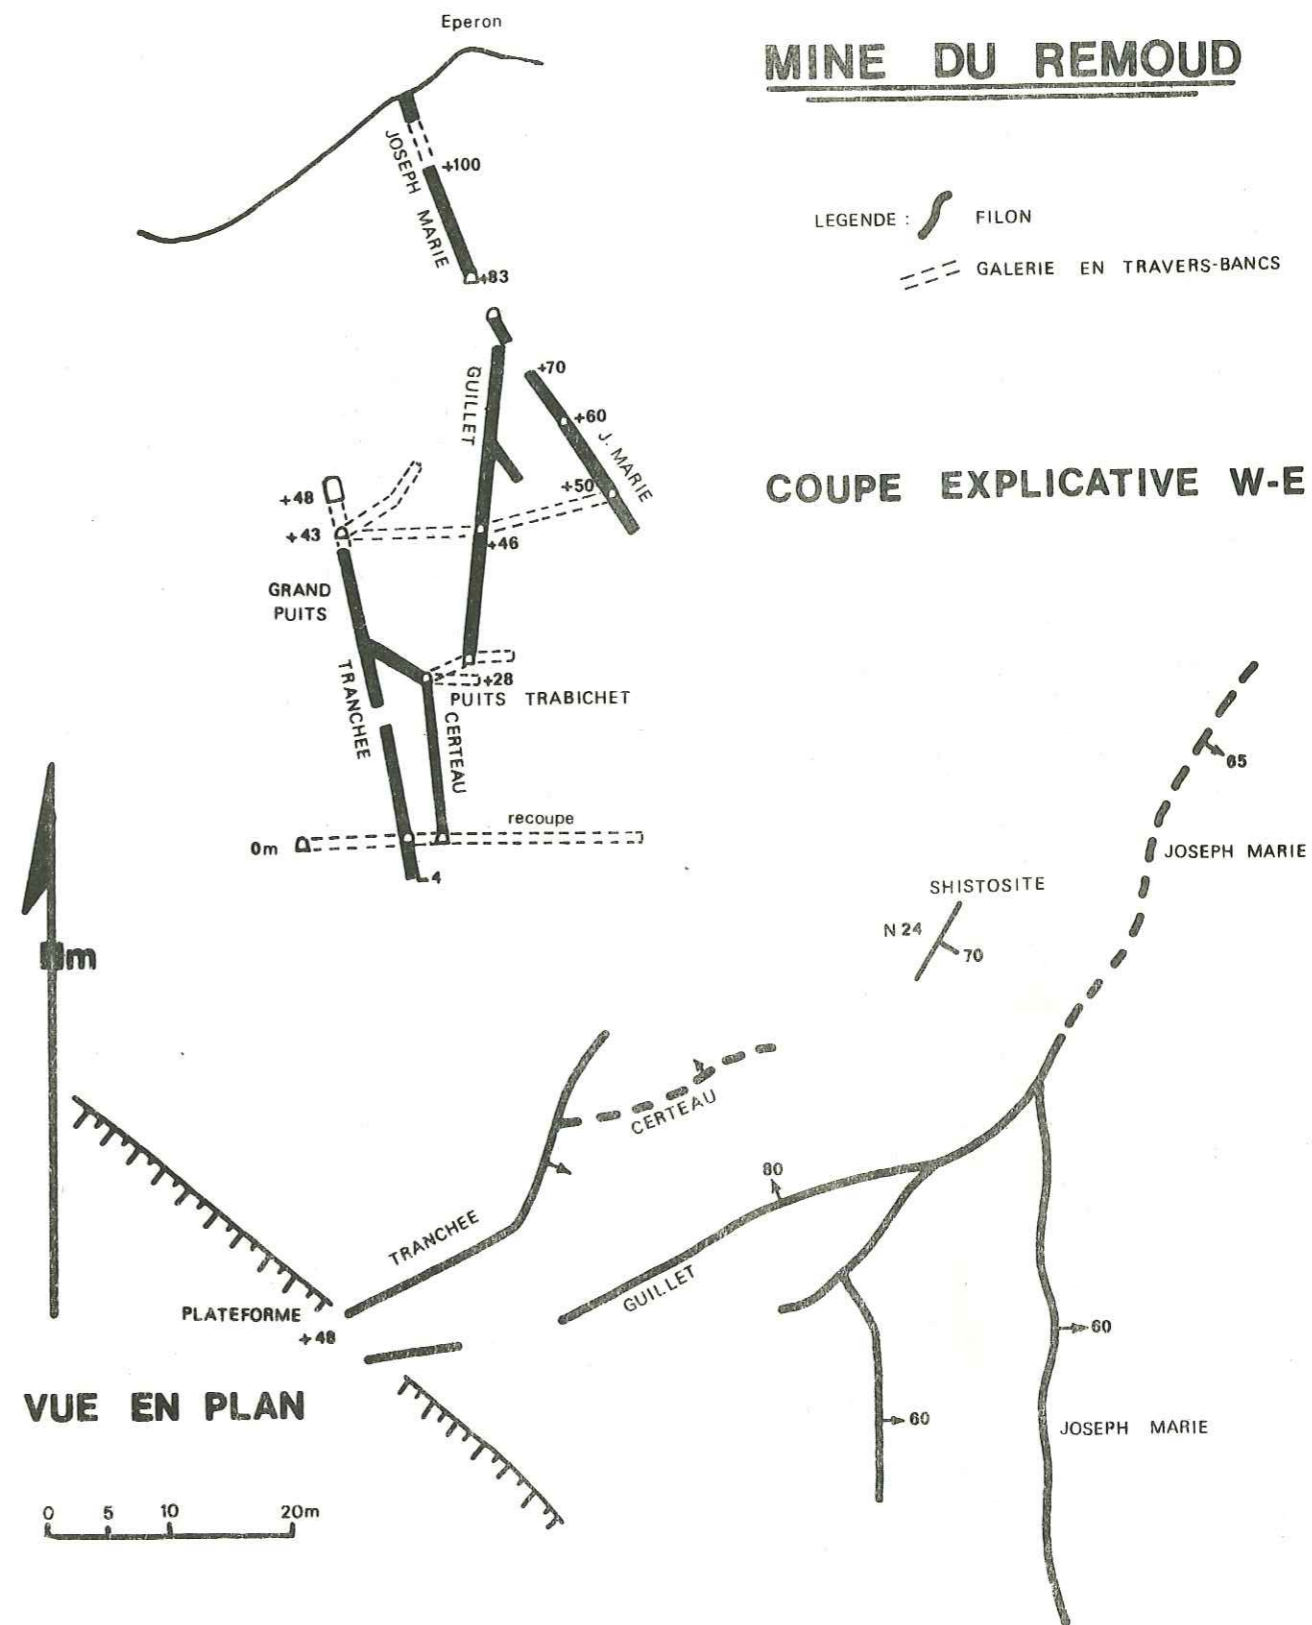 Eperon
MINE DU REMOUD
JOSEPH MARIE
+100
+83
LEGENDE :
FILON
GALERIE EN TRAVERS-BANCS
GUILLET
+70
+60
J. MARIE
+50
COUPE EXPLICATIVE W-E
+48
+43
+46
GRAND
PUITS
TRANCHEE
+28
PUITS TRABICHET
CERTEAU
recoupe
0m
-4
65
JOSEPH MARIE
SHISTOSITE
N 24
70
Nm
CERTEAU
80
TRANCHEE
GUILLET
PLATEFORME
+48
60
VUE EN PLAN
60
JOSEPH MARIE
0 5 10 20m